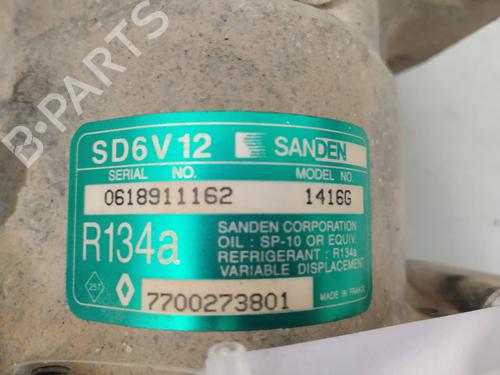 B-PARTS
SD6V12 SANDEN
SERIAL NO. MODEL NO.
0618911162 1416G
R134a
SANDEN CORPORATION
OIL : SP-10 OR EQUIV.
REFRIGERANT : R134a
VARIABLE DISPLACEMENT
MADE IN FRANCE
7700273801